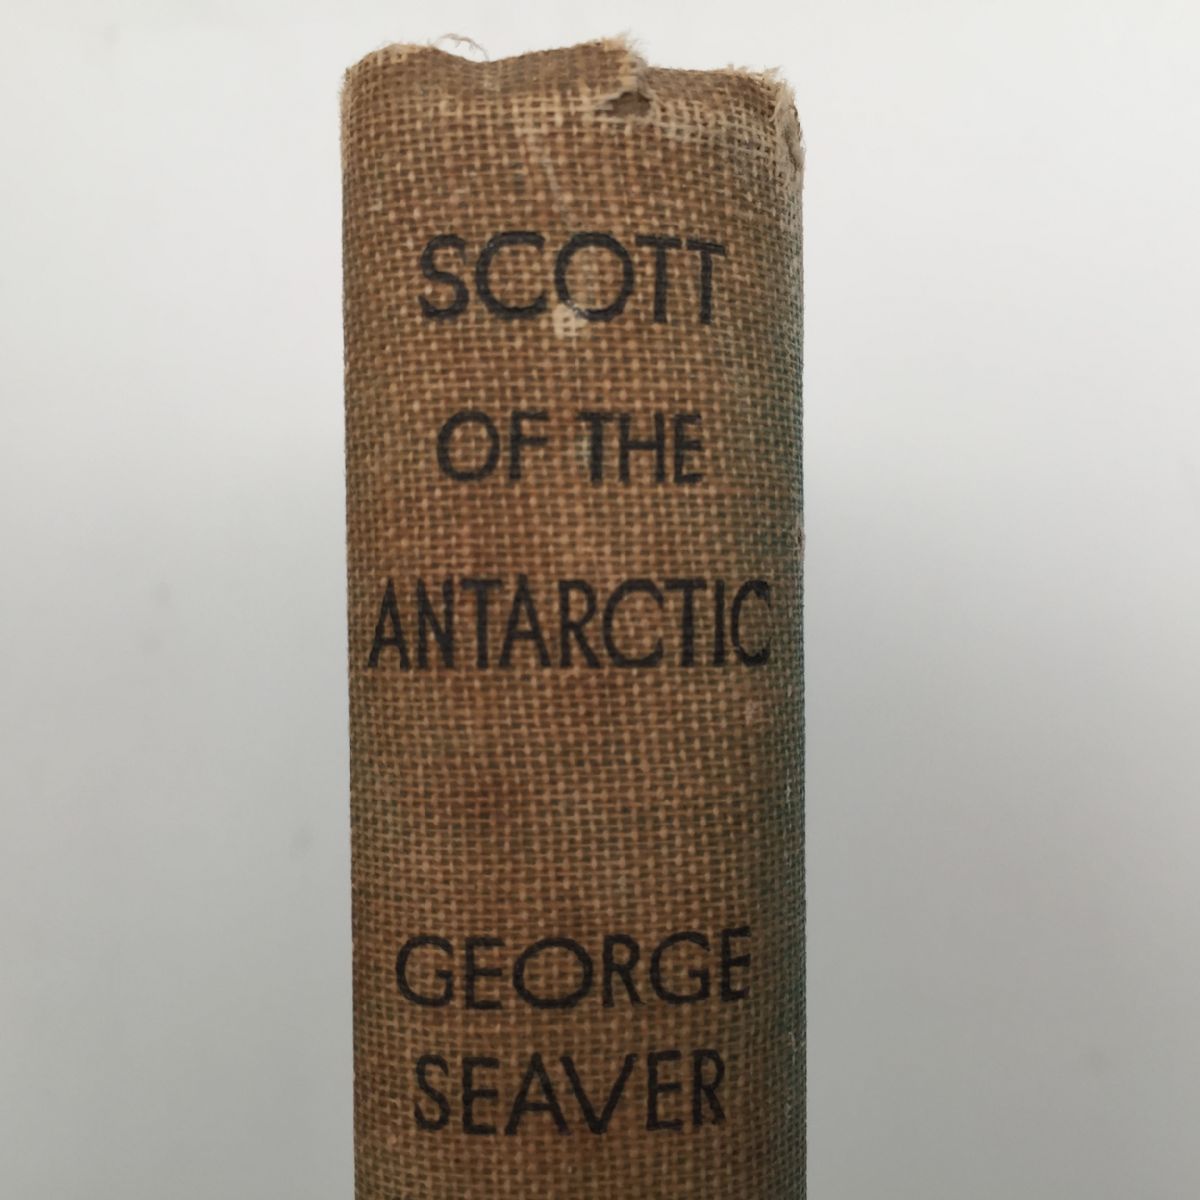 SCOTT
OF THE
ANTARCTIC
GEORGE
SEAVER